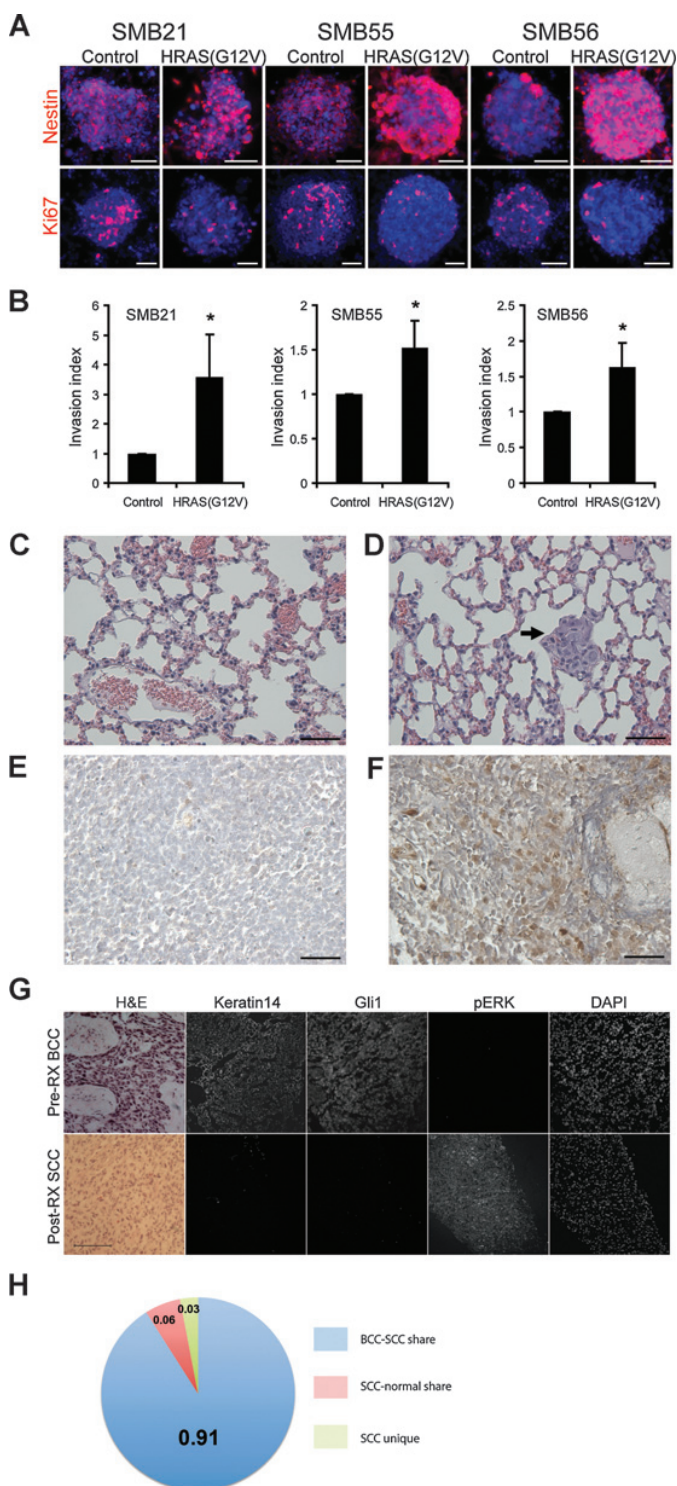 A
SMB21 SMB55 SMB56
Control HRAS(G12V) Control HRAS(G12V) Control HRAS(G12V)
Nestin
Ki67
B
SMB21
Invasion index
6
5
4
3
2
1
0
Control HRAS(G12V)
*
SMB55
Invasion index
2
1.5
1
0.5
0
Control HRAS(G12V)
*
SMB56
Invasion index
2.5
2
1.5
1
0.5
0
Control HRAS(G12V)
*
C
D
E
F
G
H&E Keratin14 Gli1 pERK DAPI
Pre-RX BCC
Post-RX SCC
H
0.06
0.03
0.91
BCC-SCC share
SCC-normal share
SCC unique